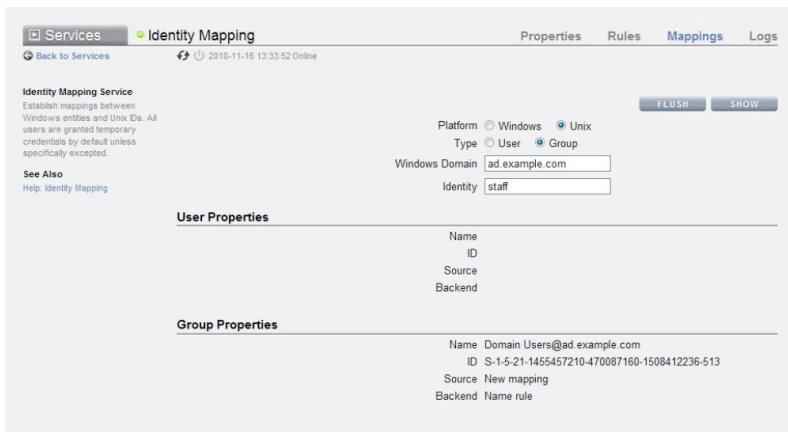 Services
Identity Mapping
Properties Rules Mappings Logs
Back to Services
2010-11-16 13:33:52 Online
Identity Mapping Service
Establish mappings between
Windows entities and Unix IDs. All
users are granted temporary
credentials by default unless
specifically excepted.
See Also
Help: Identity Mapping
FLUSH SHOW
Platform Windows Unix
Type User Group
Windows Domain ad.example.com
Identity staff
User Properties
Name
ID
Source
Backend
Group Properties
Name Domain Users@ad.example.com
ID S-1-5-21-1455457210-470087160-1508412236-513
Source New mapping
Backend Name rule